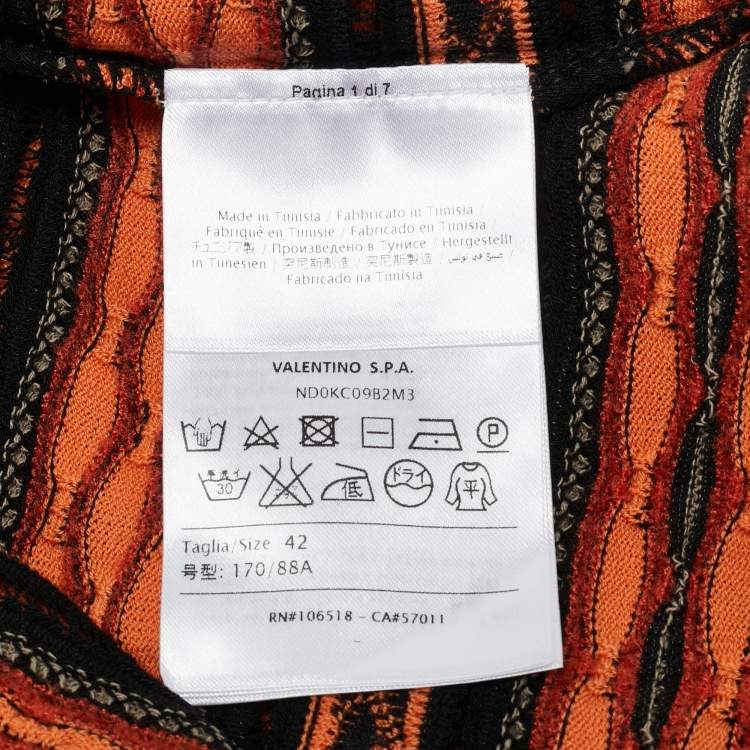 Pagina 1 di 7
Made in Tunisia / Fabbricato in Tunisia /
Fabriqué en Tunisie / Fabricado en Tunisia
チュニジア製 / Произведено в Тунисе / Hergestellt
in Tunesien / 突尼斯制造 / 突尼斯製造 / صنع في تونس /
Fabricado na Tunísia
VALENTINO S.P.A.
ND0KC09B2M3
P
手洗イ 30 低 ドライ 平
Taglia/Size 42
号型: 170/88A
RN#106518 - CA#57011